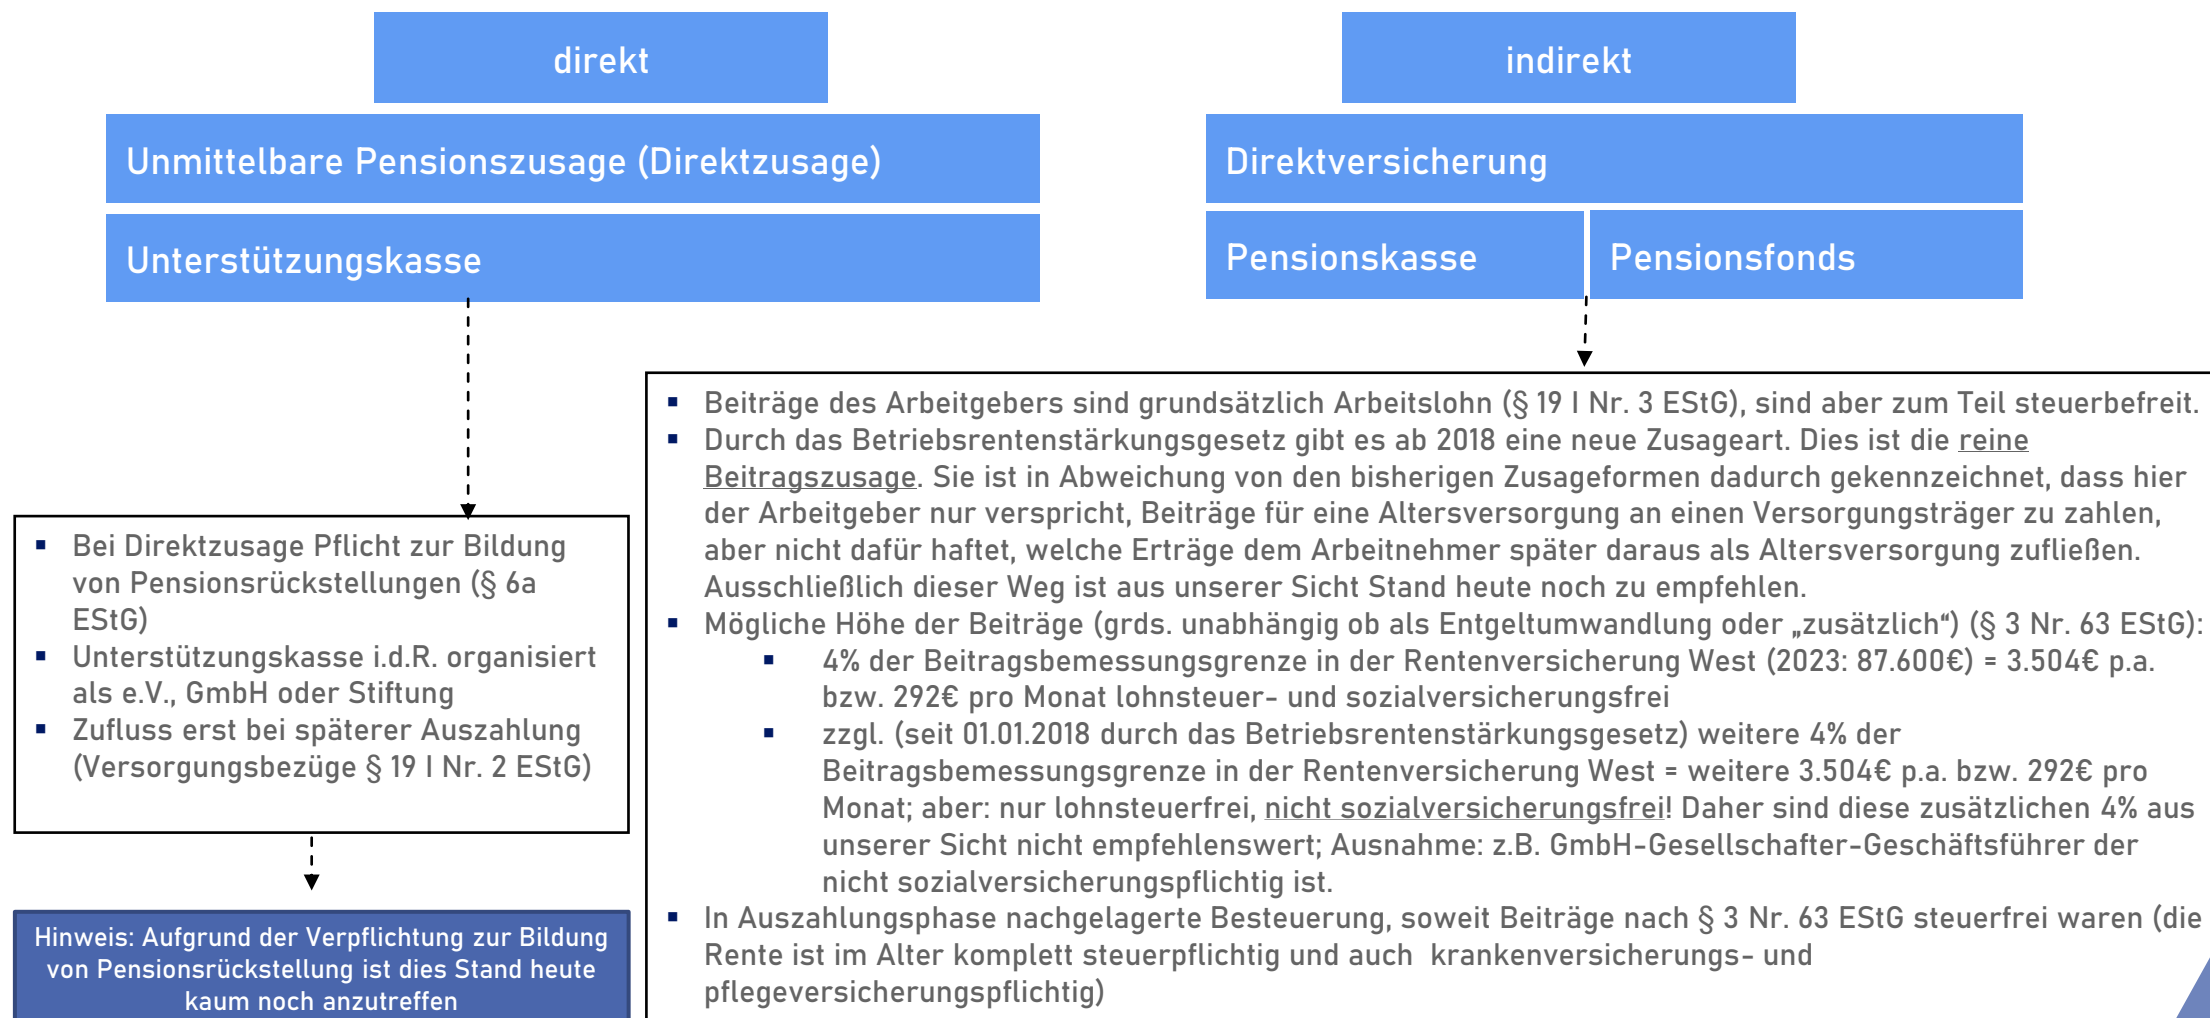 direkt
indirekt
Unmittelbare Pensionszusage (Direktzusage)
Direktversicherung
Unterstützungskasse
Pensionskasse
Pensionsfonds
▪ Bei Direktzusage Pflicht zur Bildung
von Pensionsrückstellungen (§ 6a
EStG)
▪ Unterstützungskasse i.d.R. organisiert
als e.V., GmbH oder Stiftung
▪ Zufluss erst bei späterer Auszahlung
(Versorgungsbezüge § 19 I Nr. 2 EStG)
Hinweis: Aufgrund der Verpflichtung zur Bildung
von Pensionsrückstellung ist dies Stand heute
kaum noch anzutreffen
▪ Beiträge des Arbeitgebers sind grundsätzlich Arbeitslohn (§ 19 I Nr. 3 EStG), sind aber zum Teil steuerbefreit.
▪ Durch das Betriebsrentenstärkungsgesetz gibt es ab 2018 eine neue Zusageart. Dies ist die reine
Beitragszusage. Sie ist in Abweichung von den bisherigen Zusageformen dadurch gekennzeichnet, dass hier
der Arbeitgeber nur verspricht, Beiträge für eine Altersversorgung an einen Versorgungsträger zu zahlen,
aber nicht dafür haftet, welche Erträge dem Arbeitnehmer später daraus als Altersversorgung zufließen.
Ausschließlich dieser Weg ist aus unserer Sicht Stand heute noch zu empfehlen.
▪ Mögliche Höhe der Beiträge (grds. unabhängig ob als Entgeltumwandlung oder „zusätzlich“) (§ 3 Nr. 63 EStG):
▪ 4% der Beitragsbemessungsgrenze in der Rentenversicherung West (2023: 87.600€) = 3.504€ p.a.
bzw. 292€ pro Monat lohnsteuer- und sozialversicherungsfrei
▪ zzgl. (seit 01.01.2018 durch das Betriebsrentenstärkungsgesetz) weitere 4% der
Beitragsbemessungsgrenze in der Rentenversicherung West = weitere 3.504€ p.a. bzw. 292€ pro
Monat; aber: nur lohnsteuerfrei, nicht sozialversicherungsfrei! Daher sind diese zusätzlichen 4% aus
unserer Sicht nicht empfehlenswert; Ausnahme: z.B. GmbH-Gesellschafter-Geschäftsführer der
nicht sozialversicherungspflichtig ist.
▪ In Auszahlungsphase nachgelagerte Besteuerung, soweit Beiträge nach § 3 Nr. 63 EStG steuerfrei waren (die
Rente ist im Alter komplett steuerpflichtig und auch krankenversicherungs- und
pflegeversicherungspflichtig)